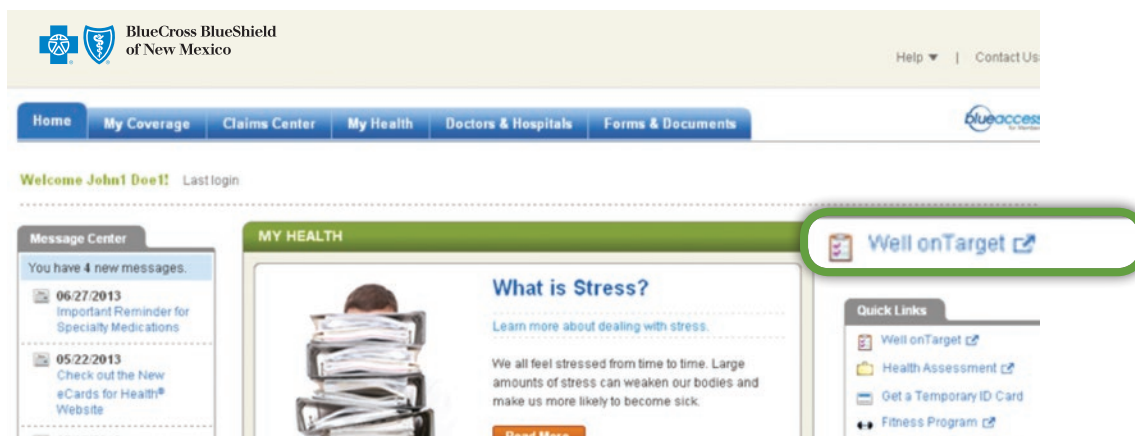 BlueCross BlueShield
of New Mexico
Help
|
Contact Us
Home
My Coverage
Claims Center
My Health
Doctors & Hospitals
Forms & Documents
blueaccess
Welcome John1 Doe1!
Last login
Message Center
You have 4 new messages.
06/27/2013
Important Reminder for
Specialty Medications
05/22/2013
Check out the New
eCards for Health®
Website
MY HEALTH
What is Stress?
Learn more about dealing with stress.
We all feel stressed from time to time. Large
amounts of stress can weaken our bodies and
make us more likely to become sick.
Read More
Well onTarget
Quick Links
Well onTarget
Health Assessment
Get a Temporary ID Card
Fitness Program